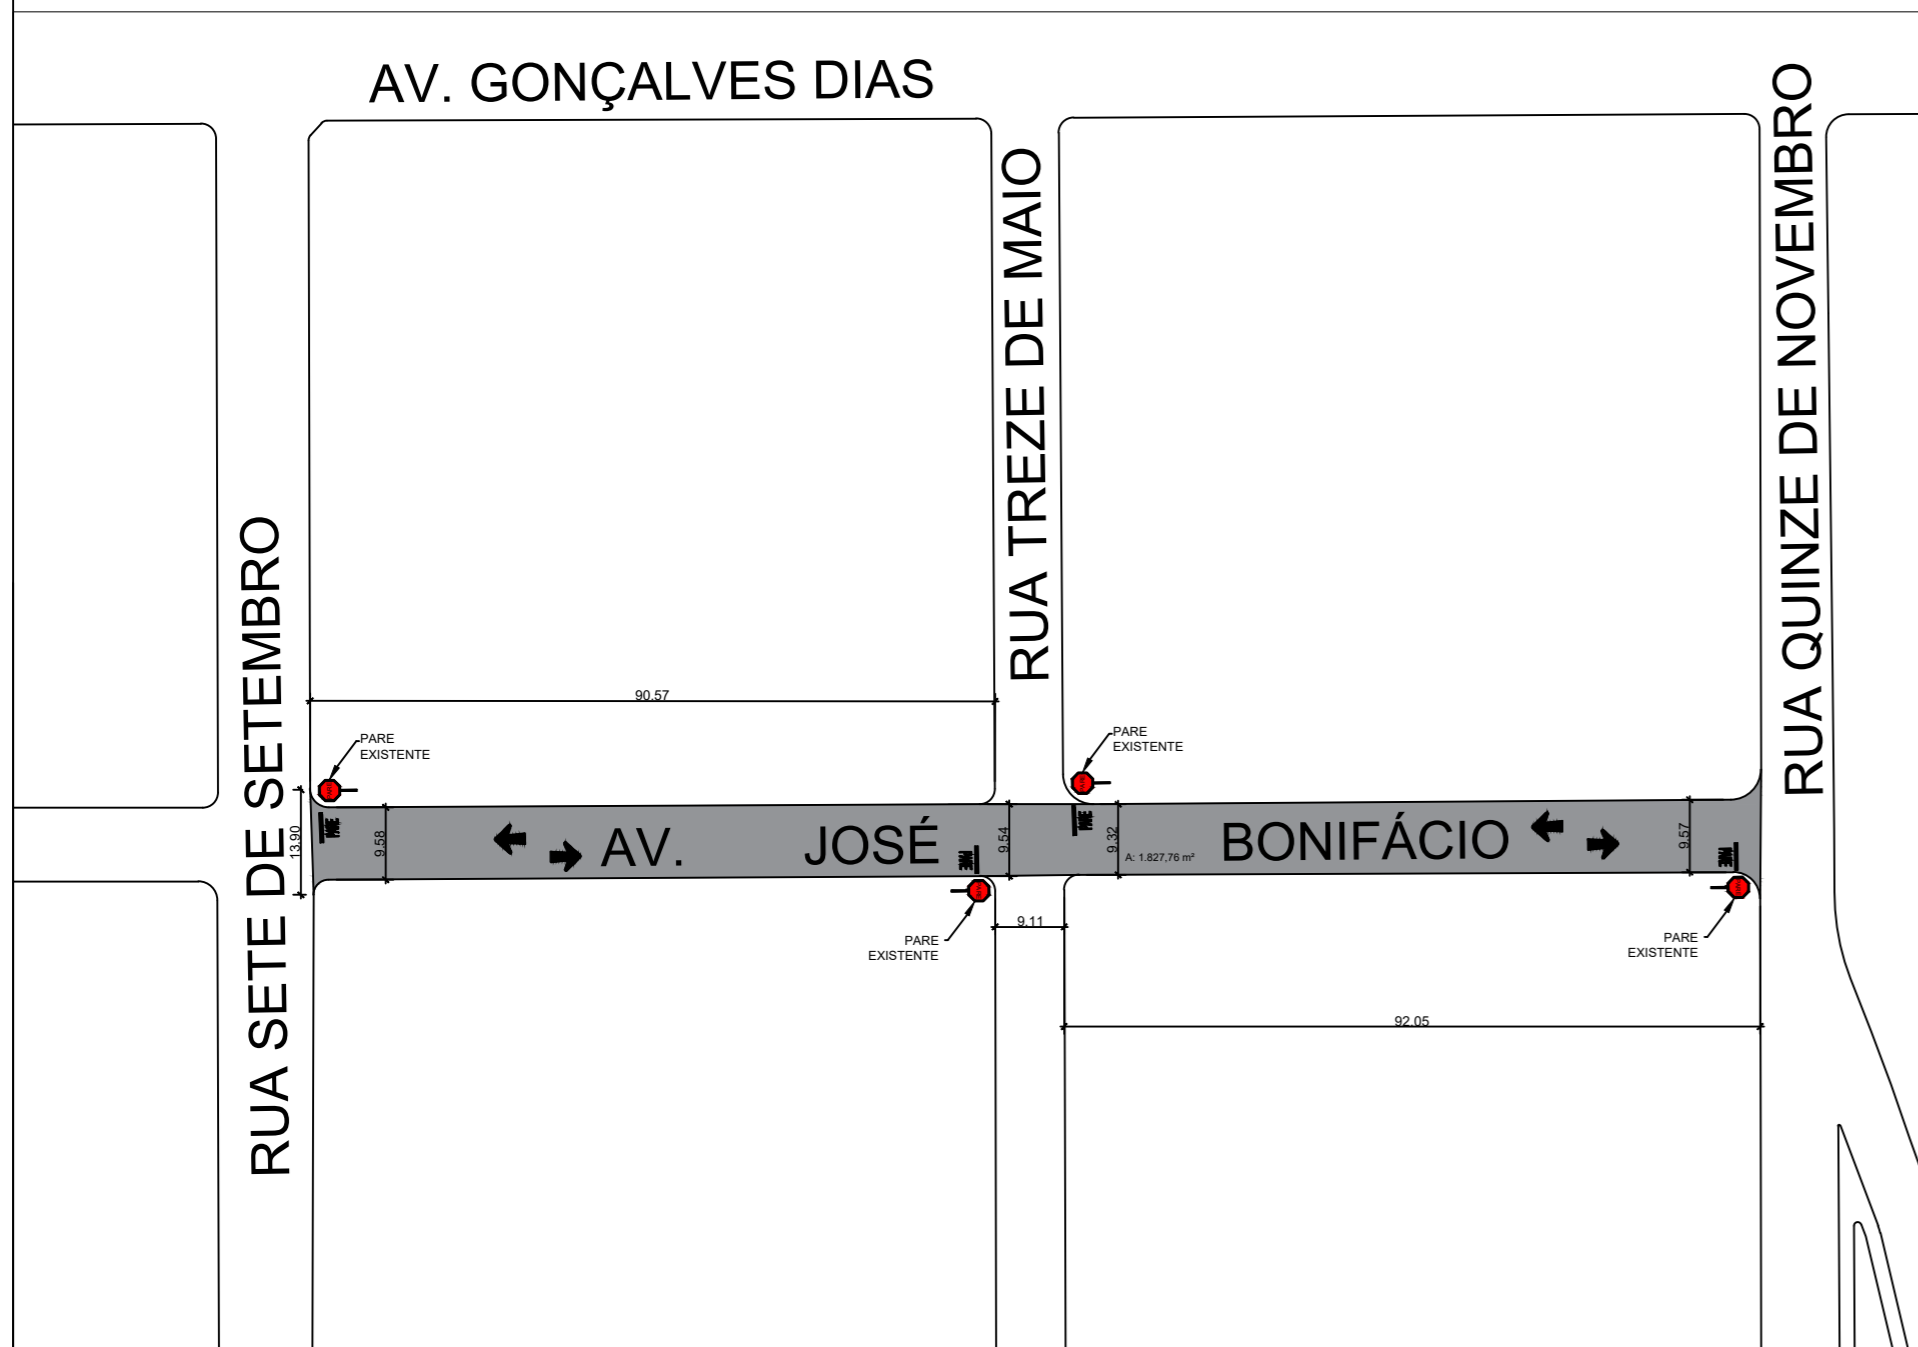 AV. GONÇALVES DIAS
RUA QUINZE DE NOVEMBRO
RUA TREZE DE MAIO
RUA SETE DE SETEMBRO
90.57
PARE
EXISTENTE
PARE
EXISTENTE
13.90
9.58
AV. JOSÉ BONIFÁCIO
9.54
9.32
A: 1.827,76 m²
9.57
PARE
EXISTENTE
9.11
PARE
EXISTENTE
92.05